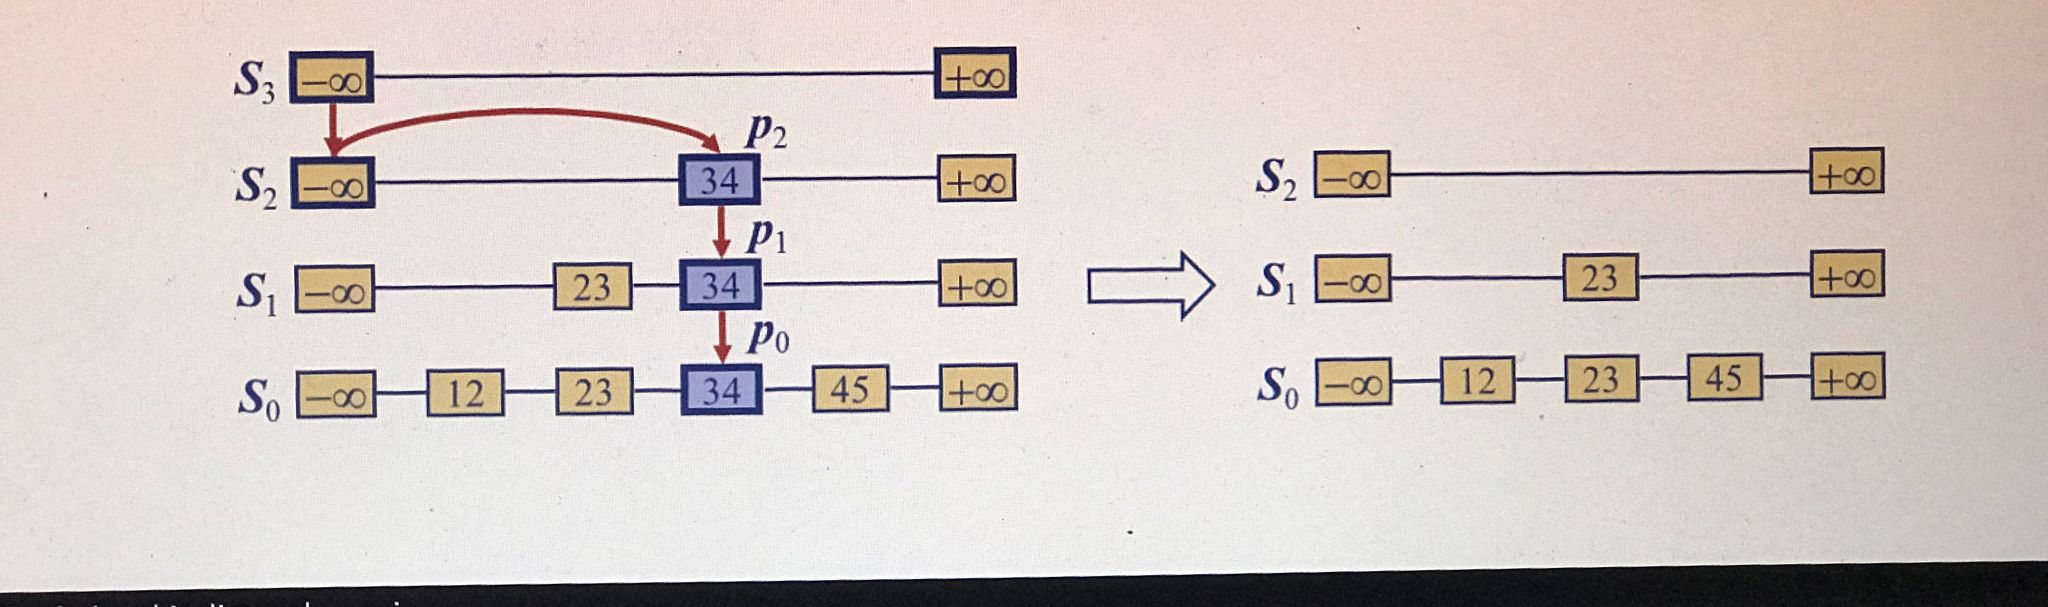 S3 −∞ +∞
p2
S2 −∞ 34 +∞
p1
S1 −∞ 23 34 +∞
p0
S0 −∞ 12 23 34 45 +∞
S2 −∞ +∞
S1 −∞ 23 +∞
S0 −∞ 12 23 45 +∞